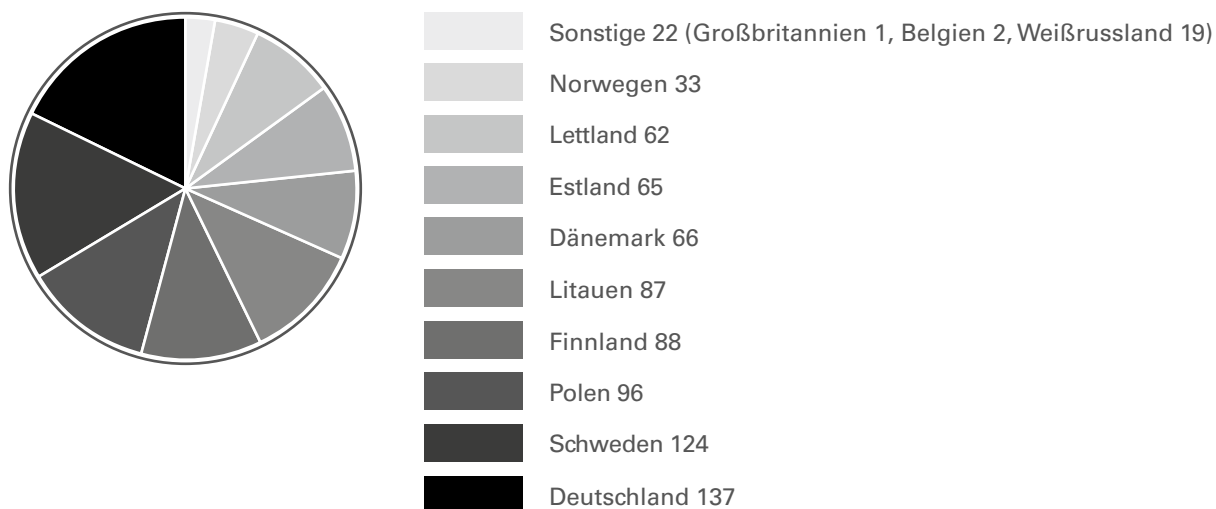 Sonstige 22 (Großbritannien 1, Belgien 2, Weißrussland 19)
Norwegen 33
Lettland 62
Estland 65
Dänemark 66
Litauen 87
Finnland 88
Polen 96
Schweden 124
Deutschland 137